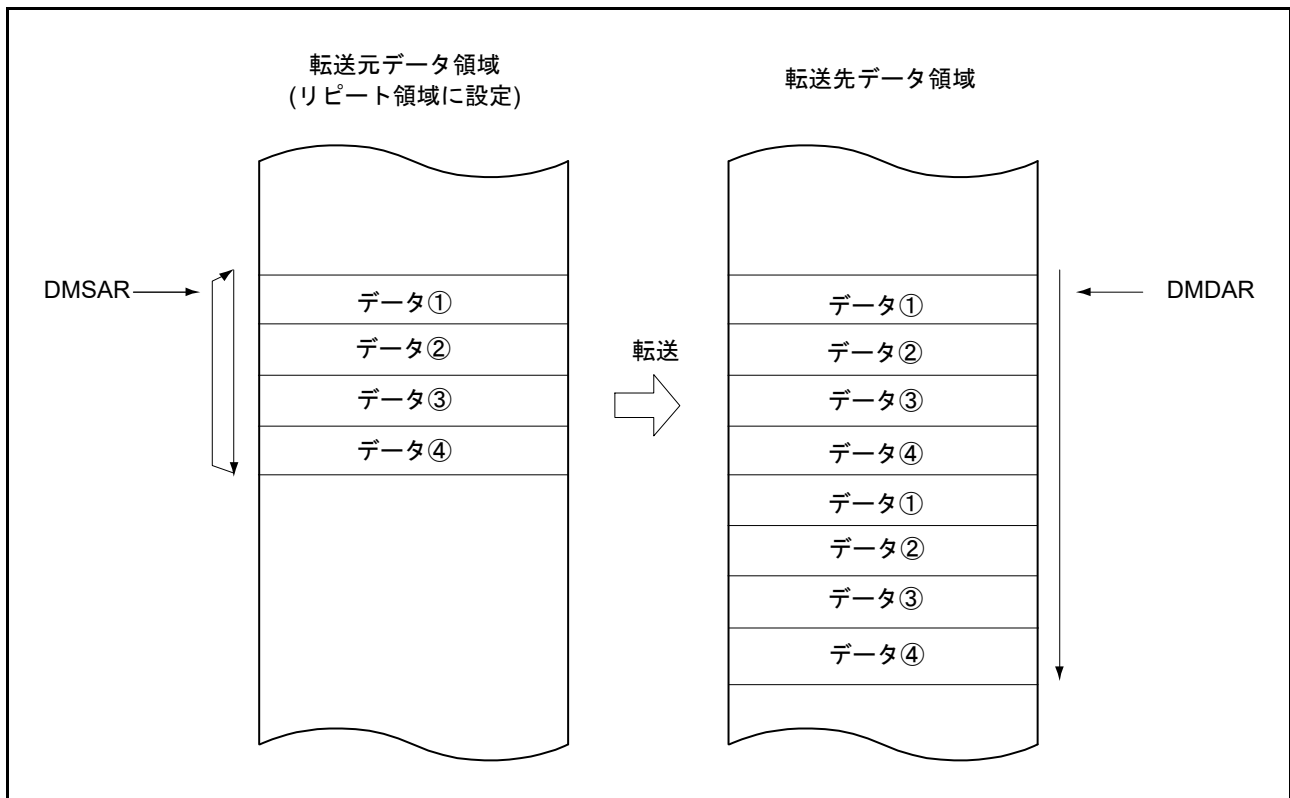 転送元データ領域
(リピート領域に設定)
転送先データ領域
DMSAR
データ①
データ②
データ③
データ④
転送
データ①
データ②
データ③
データ④
データ①
データ②
データ③
データ④
DMDAR